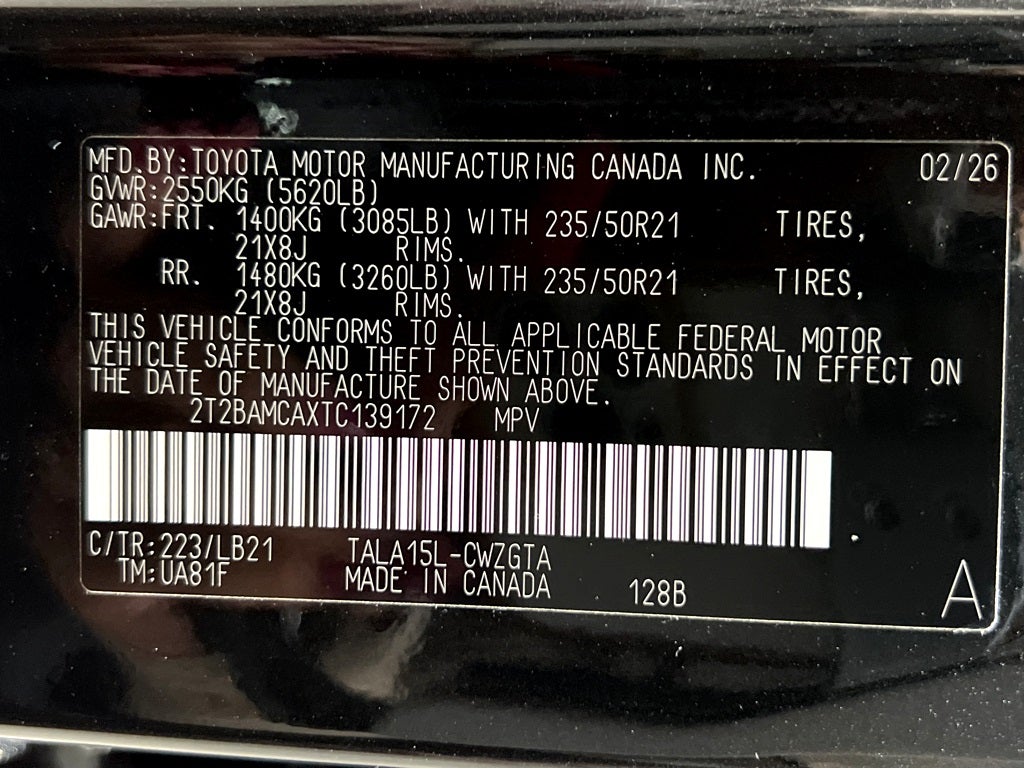 MFD.BY:TOYOTA MOTOR MANUFACTURING CANADA INC. 02/26
GVWR:2550KG (5620LB)
GAWR:FRT. 1400KG (3085LB) WITH 235/50R21 TIRES,
21X8J RIMS.
RR. 1480KG (3260LB) WITH 235/50R21 TIRES,
21X8J RIMS.
THIS VEHICLE CONFORMS TO ALL APPLICABLE FEDERAL MOTOR
VEHICLE SAFETY AND THEFT PREVENTION STANDARDS IN EFFECT ON
THE DATE OF MANUFACTURE SHOWN ABOVE.
2T2BAMCAXTC139172 MPV
C/TR:223/LB21 TALA15L-CWZGTA
TM:UA81F MADE IN CANADA 128B A